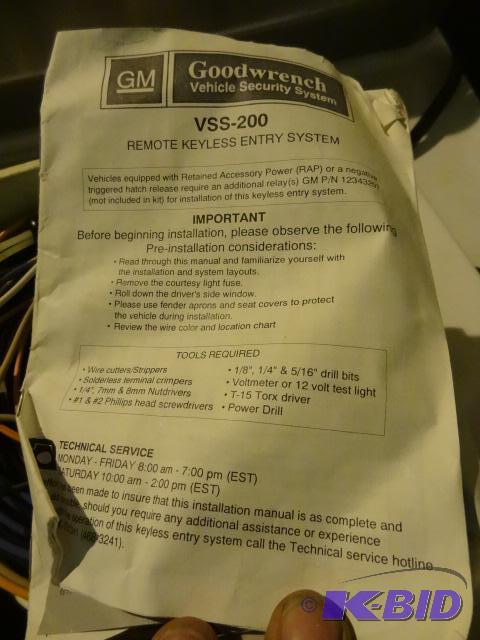 GM
Goodwrench
Vehicle Security System
VSS-200
REMOTE KEYLESS ENTRY SYSTEM
Vehicles equipped with Retained Accessory Power (RAP) or a negative
triggered hatch release require an additional relay(s) GM P/N
(not included in kit) for installation of this keyless entry system.
IMPORTANT
Before beginning installation, please observe the following
Pre-installation considerations:
• Read through this manual and familiarize yourself with
the installation and system layouts.
• Remove the courtesy light fuse.
• Roll down the driver's side window.
• Please use fender aprons and seat covers to protect
the vehicle during installation.
• Review the wire color and location chart
TOOLS REQUIRED
• Wire cutters/Strippers
• Solderless terminal crimpers
• 1/4", 7mm & 8mm Nutdrivers
• #1 & #2 Phillips head screwdrivers
• 1/8", 1/4" & 5/16" drill bits
• Voltmeter or 12 volt test light
• T-15 Torx driver
• Power Drill
TECHNICAL SERVICE
MONDAY - FRIDAY 8:00 am - 7:00 pm (EST)
SATURDAY 10:00 am - 2:00 pm (EST)
been made to insure that this installation manual is as complete and
should you require any additional assistance or experience
operation of this keyless entry system call the Technical service hotline
3241).
© K-BID